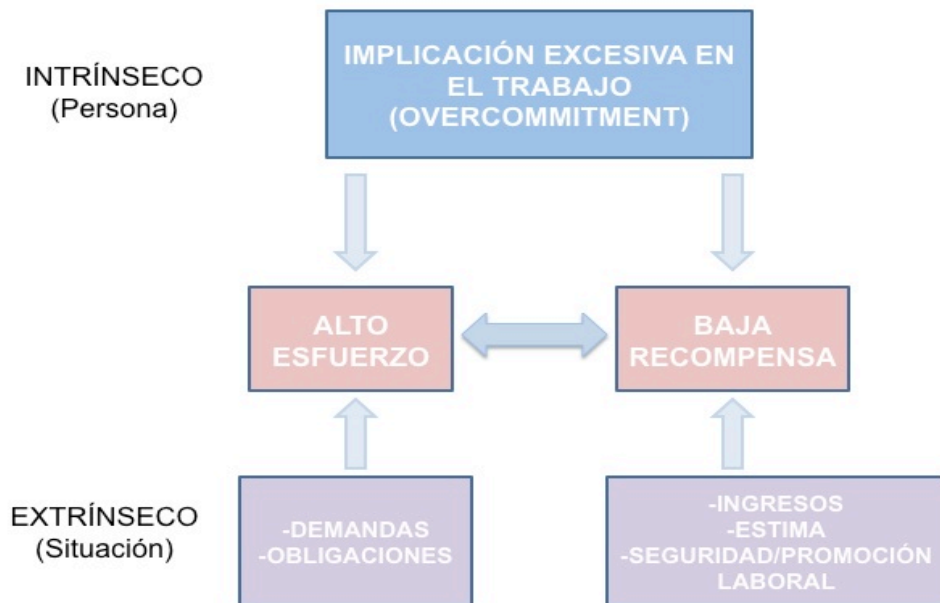 INTRÍNSECO
(Persona)
IMPLICACIÓN EXCESIVA EN
EL TRABAJO
(OVERCOMMITMENT)
ALTO
ESFUERZO
BAJA
RECOMPENSA
EXTRÍNSECO
(Situación)
-DEMANDAS
-OBLIGACIONES
-INGRESOS
-ESTIMA
-SEGURIDAD/PROMOCIÓN
LABORAL